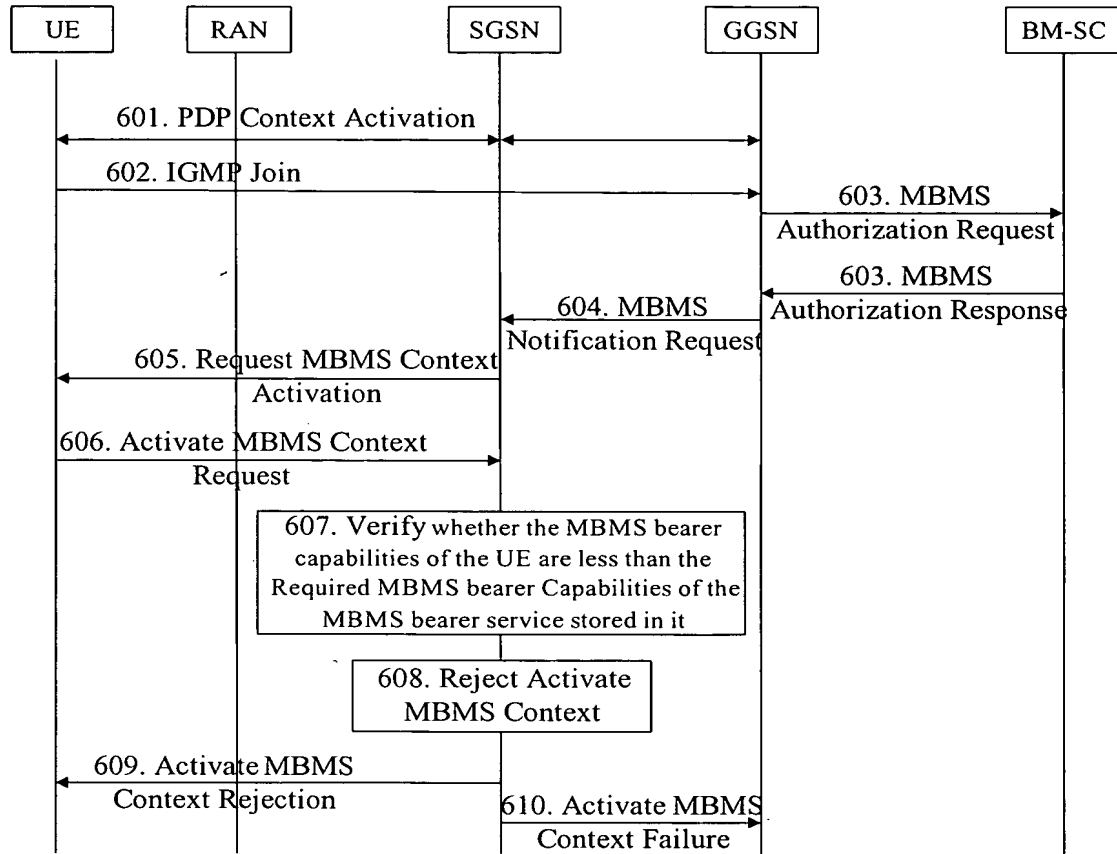 UE
RAN
SGSN
GGSN
BM-SC
601. PDP Context Activation
602. IGMP Join
603. MBMS
Authorization Request
603. MBMS
Authorization Response
604. MBMS
Notification Request
605. Request MBMS Context
Activation
606. Activate MBMS Context
Request
607. Verify whether the MBMS bearer
capabilities of the UE are less than the
Required MBMS bearer Capabilities of the
MBMS bearer service stored in it
608. Reject Activate
MBMS Context
609. Activate MBMS
Context Rejection
610. Activate MBMS
Context Failure